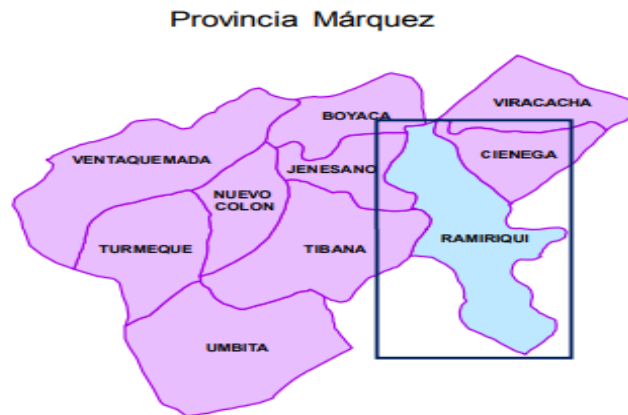 Provincia Márquez
VIRACACHA
BOYACA
VENTAQUEMADA
JENESANO
CIENEGA
NUEVO
COLON
TURMEQUE
TIBANA
RAMIRIQUI
UMBITA